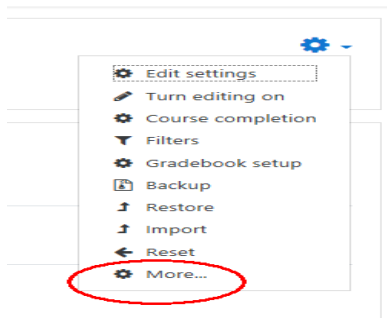 Edit settings
Turn editing on
Course completion
Filters
Gradebook setup
Backup
Restore
Import
Reset
More...